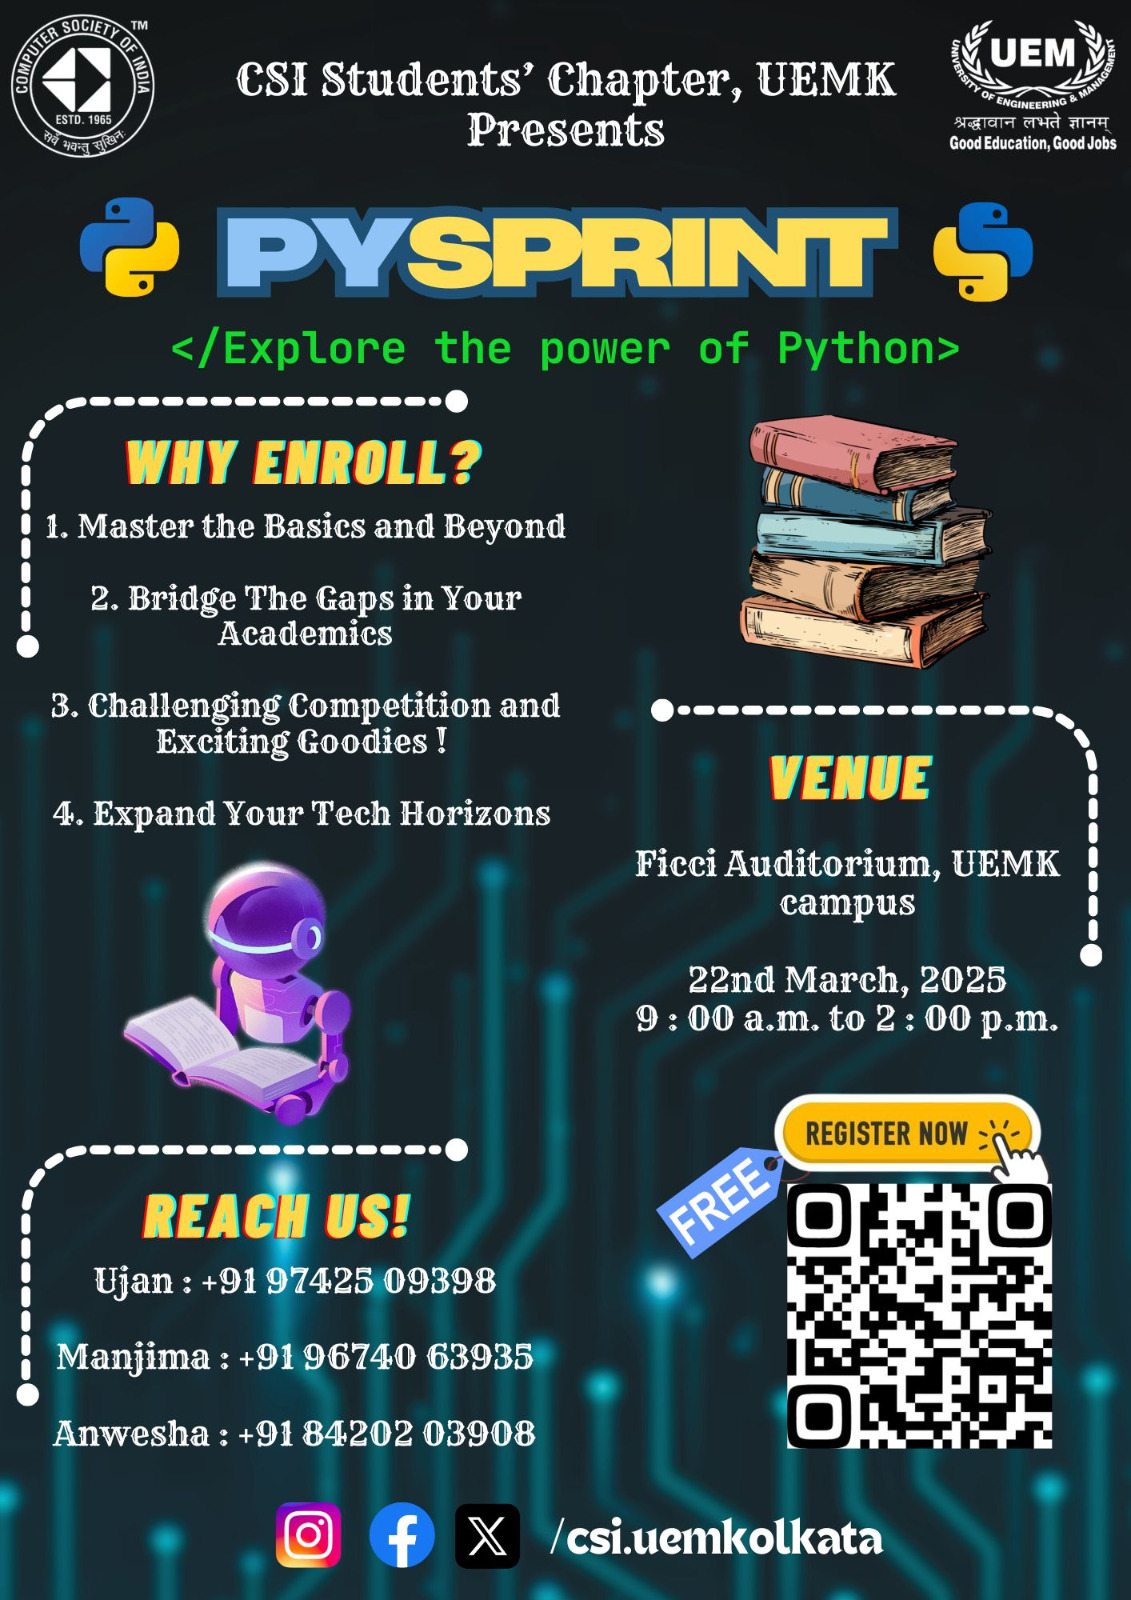 COMPUTER SOCIETY OF INDIA
TM
ESTD. 1965
सर्वे भवन्तु सुखिनः
CSI Students’ Chapter, UEMK
Presents
UEM
UNIVERSITY OF ENGINEERING & MANAGEMENT
श्रद्धावान लभते ज्ञानम्
Good Education, Good Jobs
PYSPRINT
</Explore the power of Python>
WHY ENROLL?
1. Master the Basics and Beyond
2. Bridge The Gaps in Your
Academics
3. Challenging Competition and
Exciting Goodies !
4. Expand Your Tech Horizons
VENUE
Ficci Auditorium, UEMK
campus
22nd March, 2025
9 : 00 a.m. to 2 : 00 p.m.
REGISTER NOW
FREE
REACH US!
Ujan : +91 97425 09398
Manjima : +91 96740 63935
Anwesha : +91 84202 03908
/csi.uemkolkata